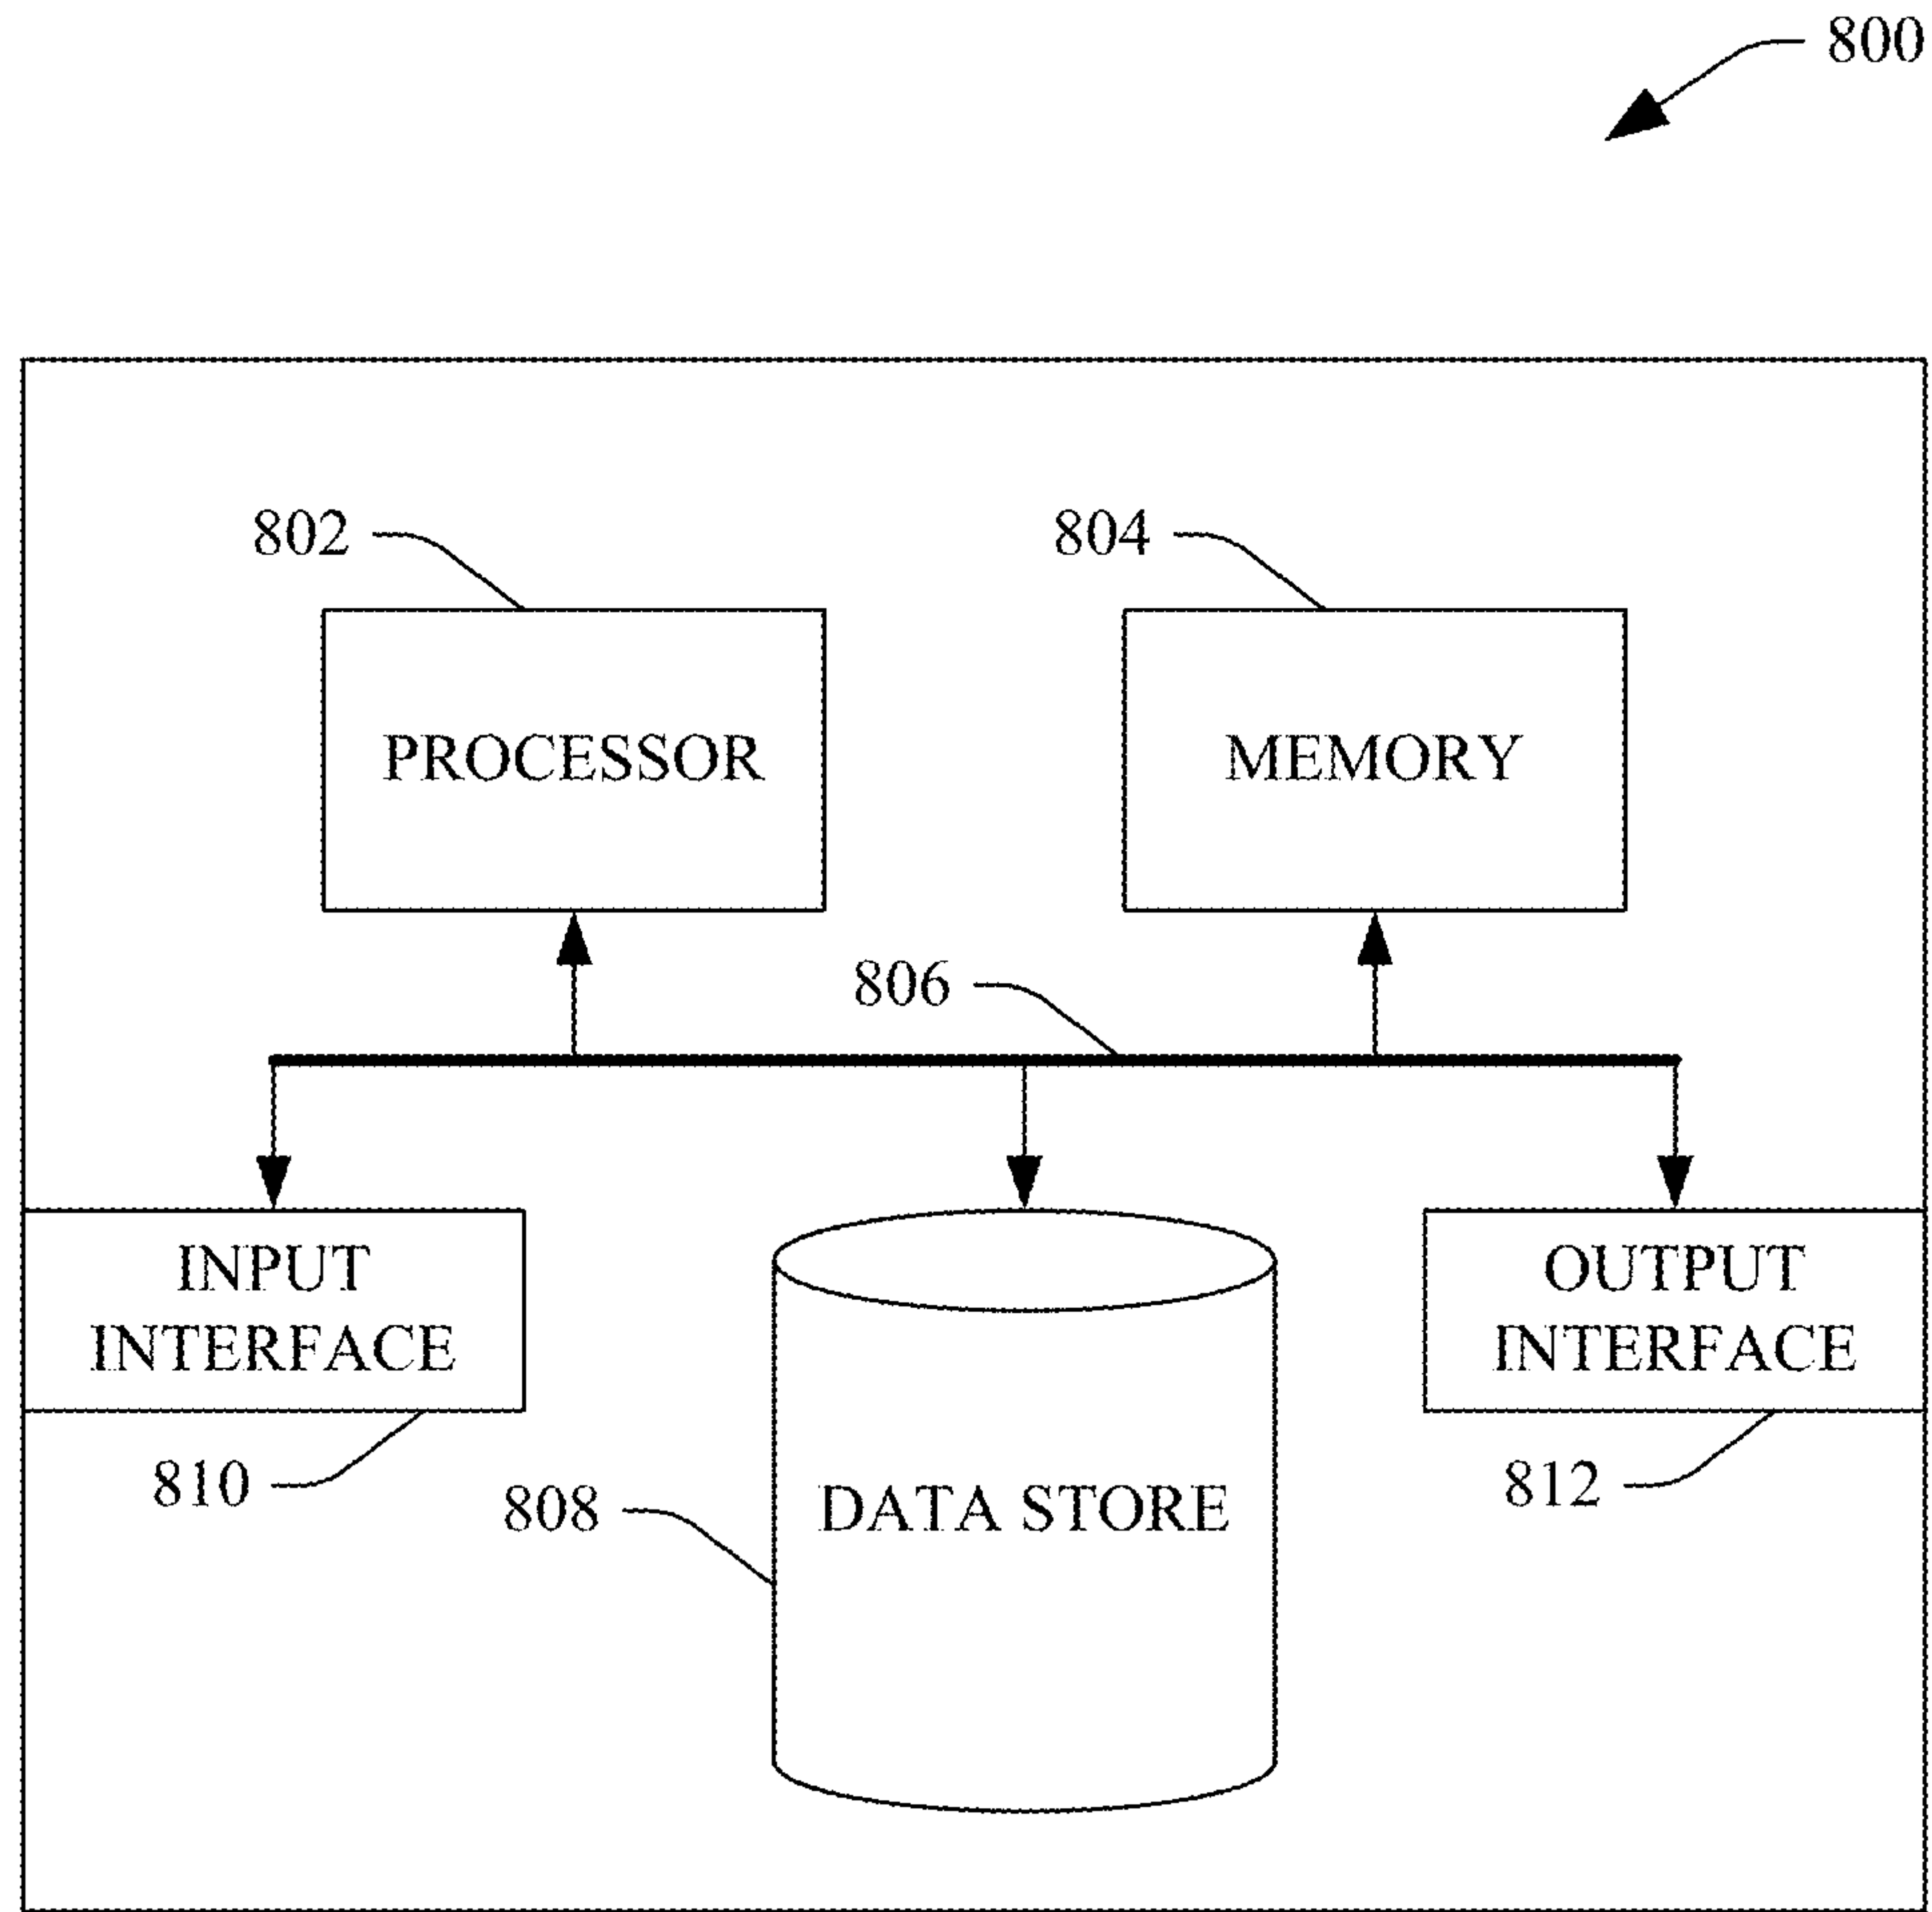 800
802
804
PROCESSOR
MEMORY
806
INPUT
INTERFACE
OUTPUT
INTERFACE
810
808
DATA STORE
812